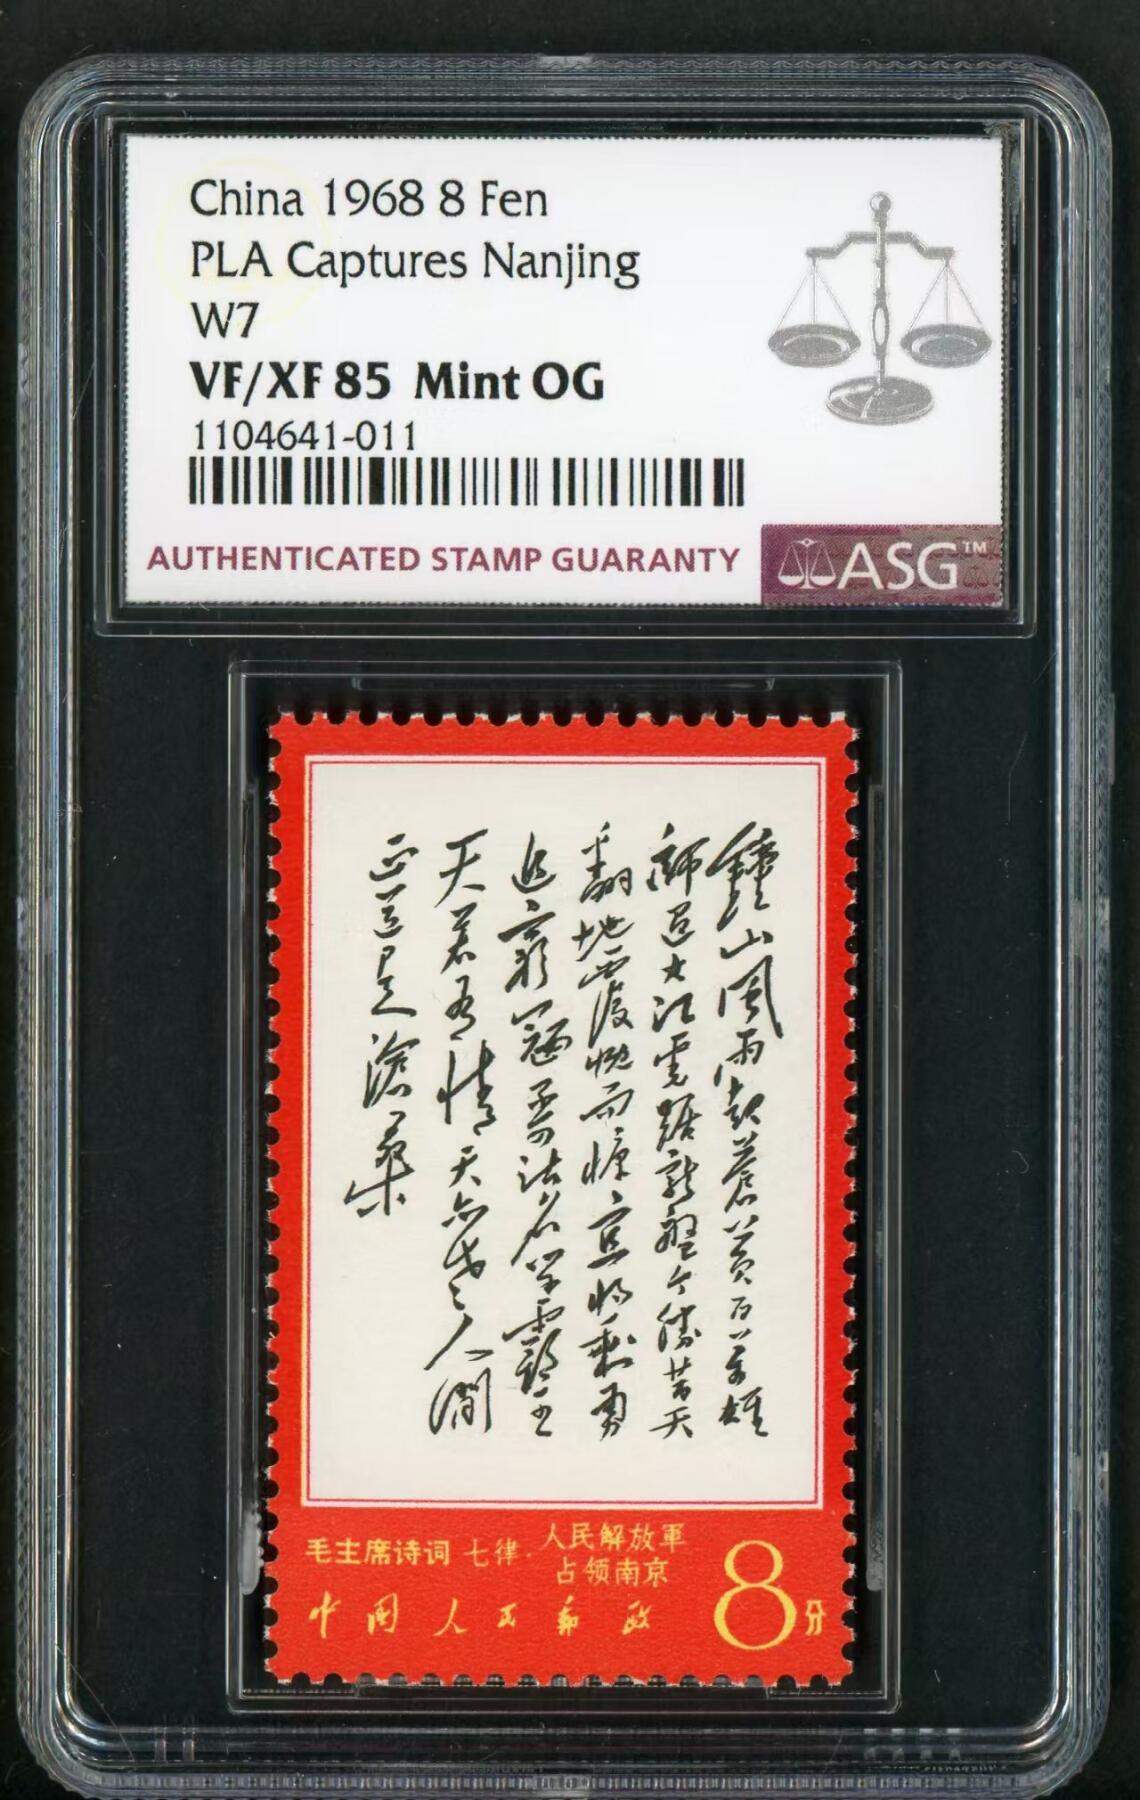 China 1968 8 Fen
PLA Captures Nanjing
W7
VF/XF 85 Mint OG
1104641-011
AUTHENTICATED STAMP GUARANTY
ASG™
鐘山風雨起蒼黃百萬雄
師過大江虎踞龍盤今勝昔天
翻地覆慨而慷宜將剩勇
追窮寇不可沽名學霸王
天若有情天亦老人間
正道是滄桑
毛主席诗词 七律·人民解放軍
占领南京
中国人民邮政
8分